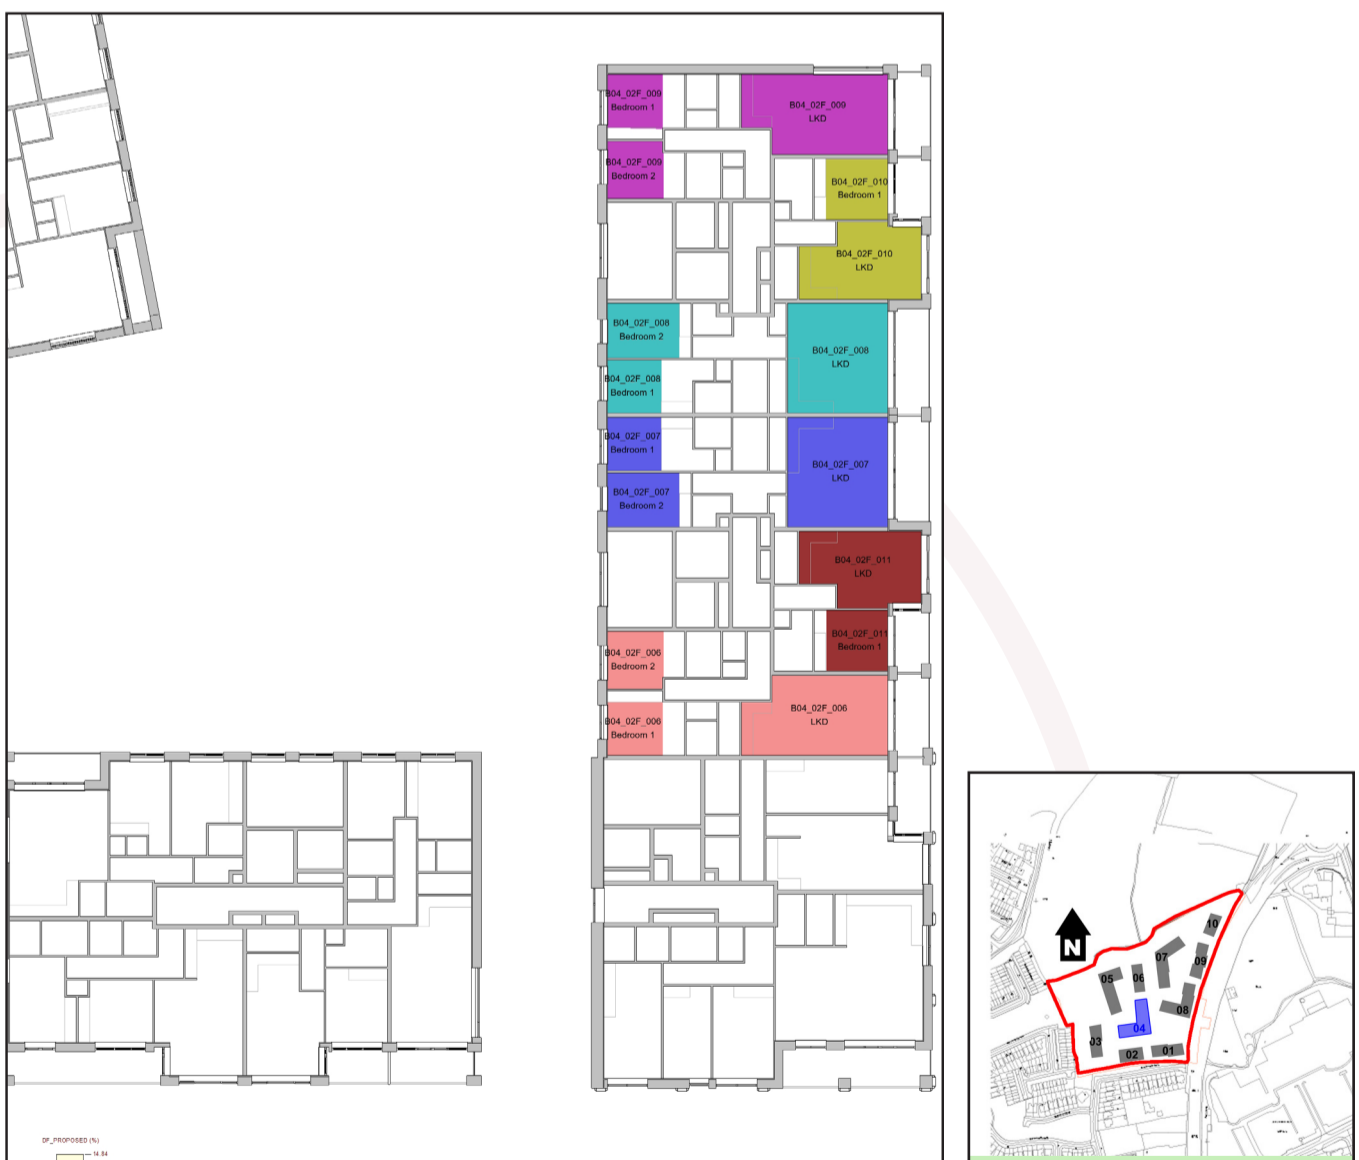 B04_02F_009
Bedroom 1
B04_02F_009
LKD
B04_02F_009
Bedroom 2
B04_02F_010
Bedroom 1
B04_02F_010
LKD
B04_02F_008
Bedroom 2
B04_02F_008
LKD
B04_02F_008
Bedroom 1
B04_02F_007
Bedroom 1
B04_02F_007
LKD
B04_02F_007
Bedroom 2
B04_02F_011
LKD
B04_02F_011
Bedroom 1
B04_02F_006
Bedroom 2
B04_02F_006
LKD
B04_02F_006
Bedroom 1
DF_PROPOSED (%)
14.84
N
10
07
09
05
06
08
04
03
02
01